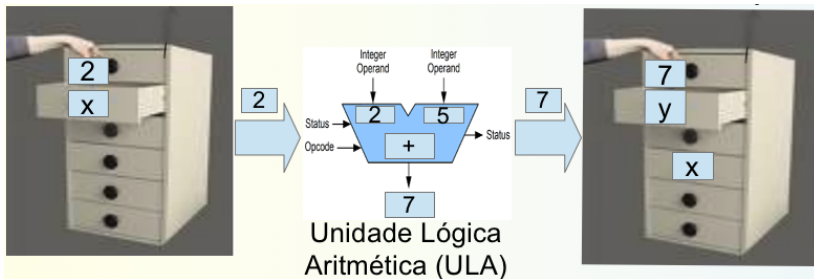 2
x
2
Integer
Operand
Integer
Operand
2
5
Status
Opcode
+
Status
7
Unidade Lógica
Aritmética (ULA)
7
7
y
x